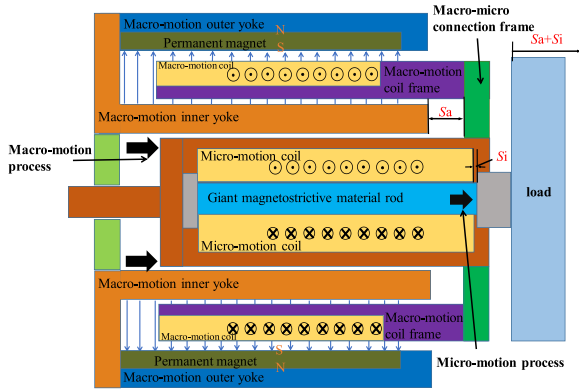 Macro-motion outer yoke
N
Permanent magnet
S
Macro-motion coil
Macro-motion
coil frame
Macro-micro
connection frame
Sa+Si
Macro-motion inner yoke
Sa
Macro-motion
process
Micro-motion coil
Si
Giant magnetostrictive material rod
load
Micro-motion coil
Macro-motion inner yoke
Macro-motion
coil frame
Macro-motion coil
Micro-motion process
S
Permanent magnet
N
Macro-motion outer yoke